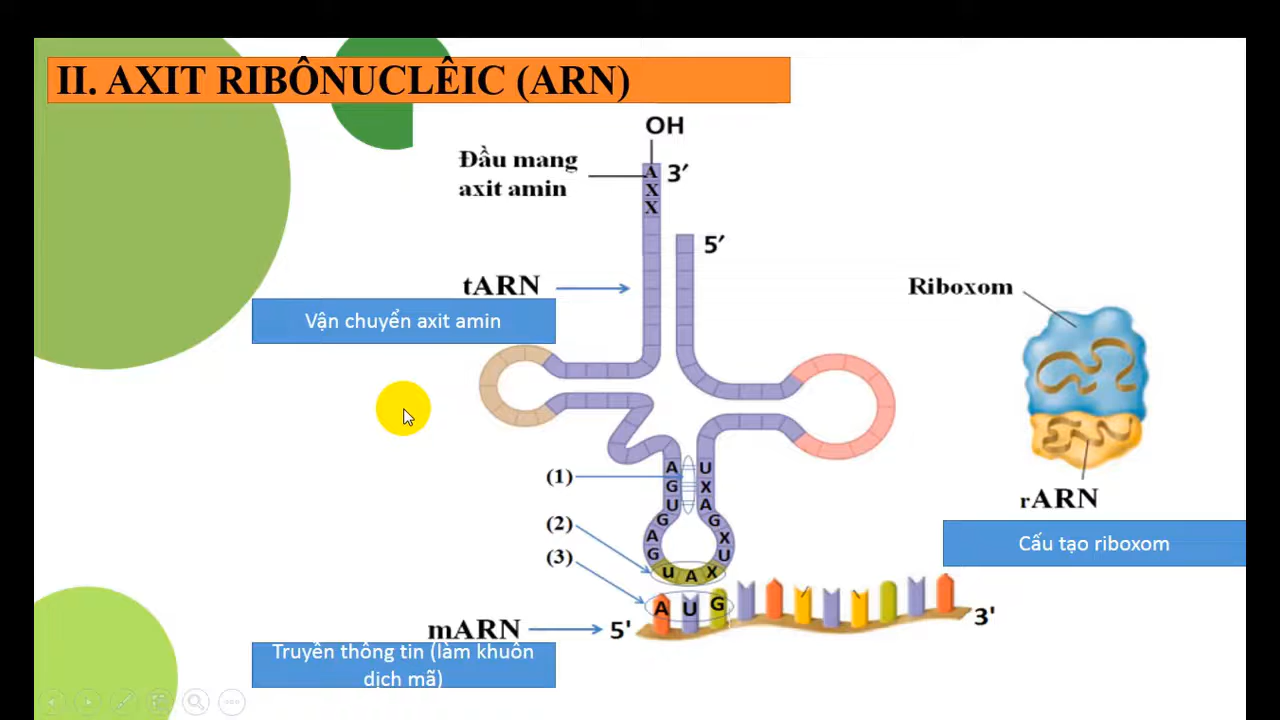 II. AXIT RIBÔNUCLÊIC (ARN)
OH
Đầu mang
axit amin
A
X
X
3′
5′
tARN
Vận chuyển axit amin
Riboxom
(1)
A
G
U
G
A
G
U
X
A
G
X
U
(2)
(3)
u A X
rARN
Cấu tạo riboxom
A U G
mARN
5'
3'
Truyền thông tin (làm khuôn
dịch mã)